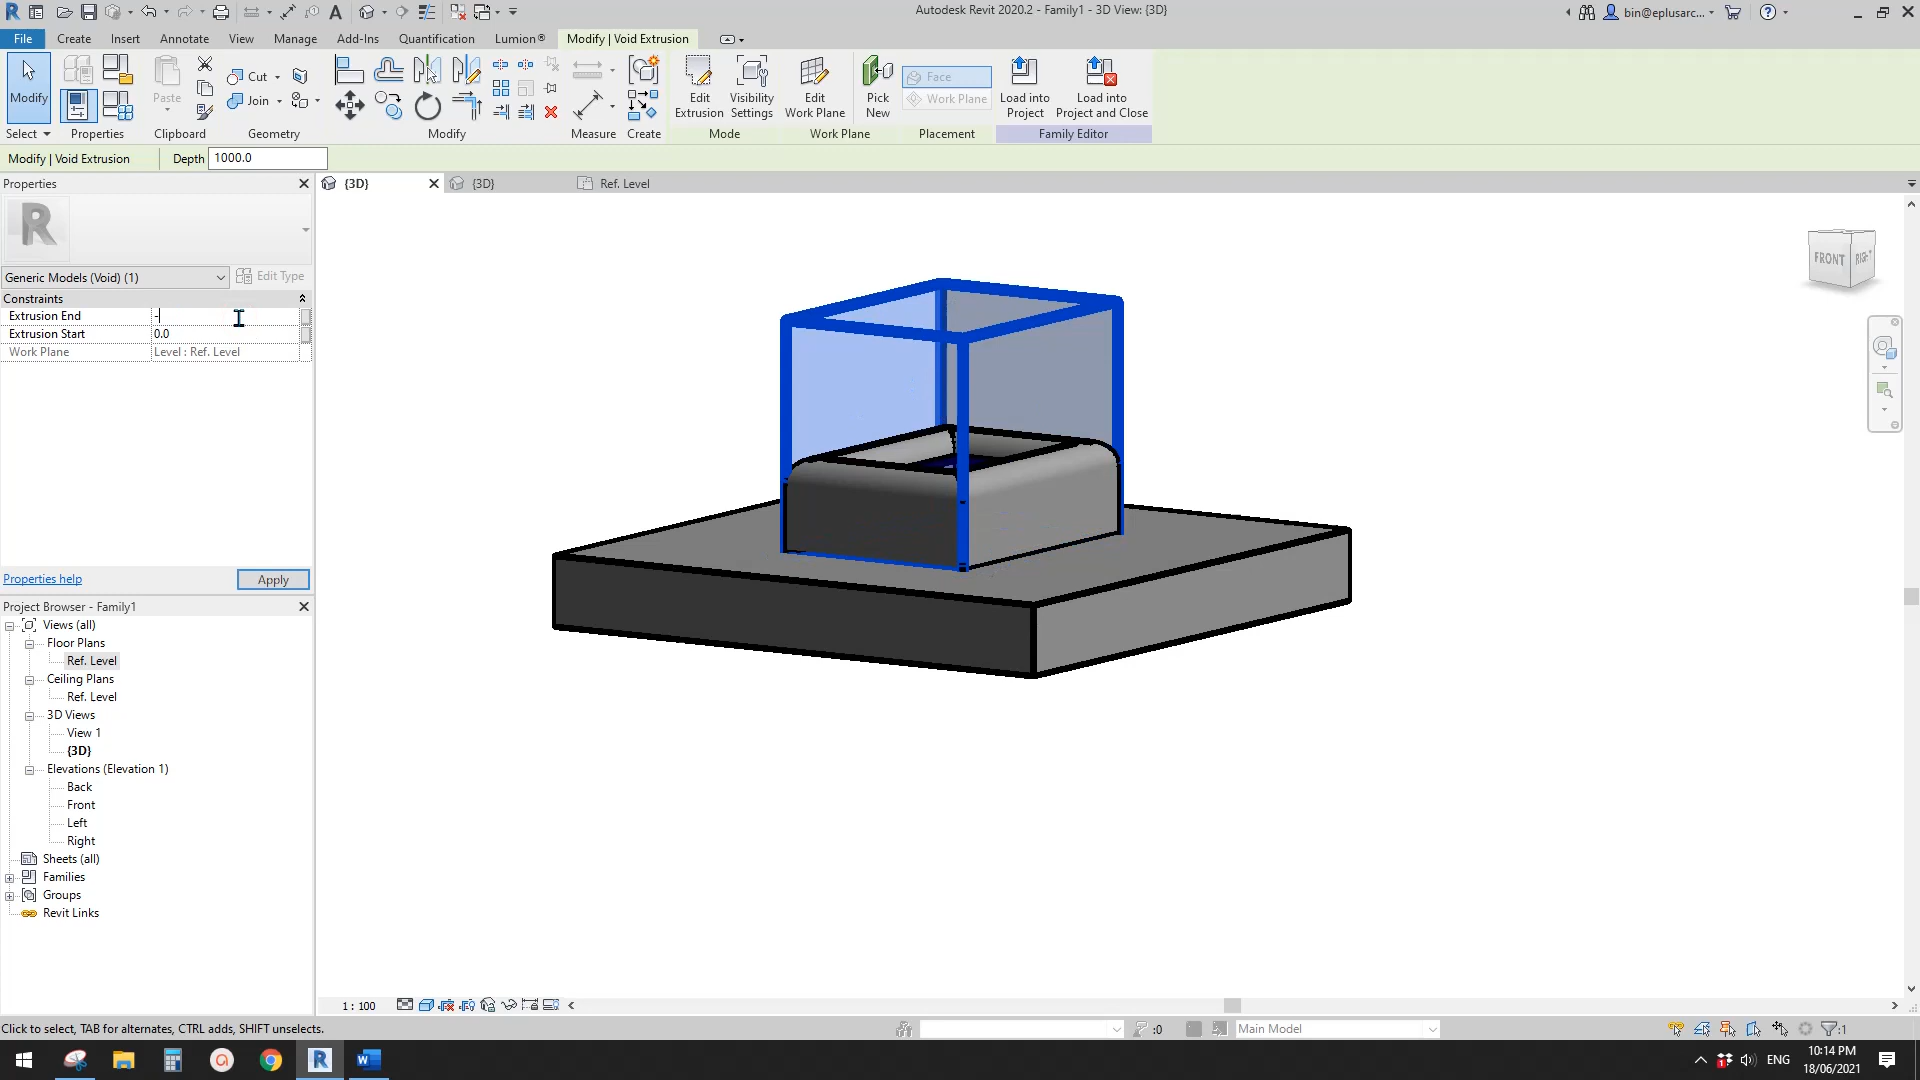 Autodesk Revit 2020.2 - Family1 - 3D View: {3D}
bin@eplusarc...
File
Create
Insert
Annotate
View
Manage
Add-Ins
Context
Quantification
Lumion®
Modify | Void Extrusion
Modify
Paste
Cut
Join
Edit Extrusion
Visibility Settings
Edit Work Plane
Pick New
Face
Work Plane
Load into Project
Load into Project and Close
Select
Properties
Clipboard
Geometry
Modify
Measure
Create
Mode
Work Plane
Placement
Family Editor
Modify | Void Extrusion
Depth
1000.0
Properties
{3D}
{3D}
Ref. Level
R
FRONT
RIGHT
Generic Models (Void) (1)
Edit Type
Constraints
Extrusion End
-
Extrusion Start
0.0
Work Plane
Level : Ref. Level
Properties help
Apply
Project Browser - Family1
Views (all)
Floor Plans
Ref. Level
Ceiling Plans
Ref. Level
3D Views
View 1
{3D}
Elevations (Elevation 1)
Back
Front
Left
Right
Sheets (all)
Families
Groups
Revit Links
1 : 100
Click to select, TAB for alternates, CTRL adds, SHIFT unselects.
:0
Main Model
:1
ENG
10:14 PM
18/06/2021